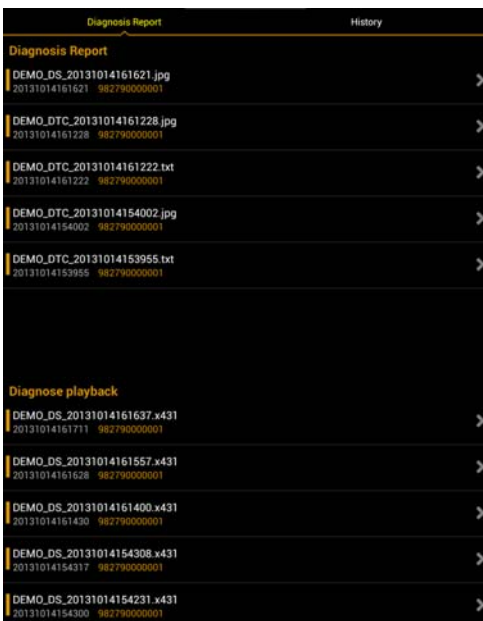 Diagnosis Report History
Diagnosis Report
DEMO_DS_20131014161621.jpg
20131014161621 982790000001
DEMO_DTC_20131014161228.jpg
20131014161228 982790000001
DEMO_DTC_20131014161222.txt
20131014161222 982790000001
DEMO_DTC_20131014154002.jpg
20131014154002 982790000001
DEMO_DTC_20131014153955.txt
20131014153955 982790000001
Diagnose playback
DEMO_DS_20131014161637.x431
20131014161711 982790000001
DEMO_DS_20131014161557.x431
20131014161628 982790000001
DEMO_DS_20131014161400.x431
20131014161430 982790000001
DEMO_DS_20131014154308.x431
20131014154317 982790000001
DEMO_DS_20131014154231.x431
20131014154300 982790000001